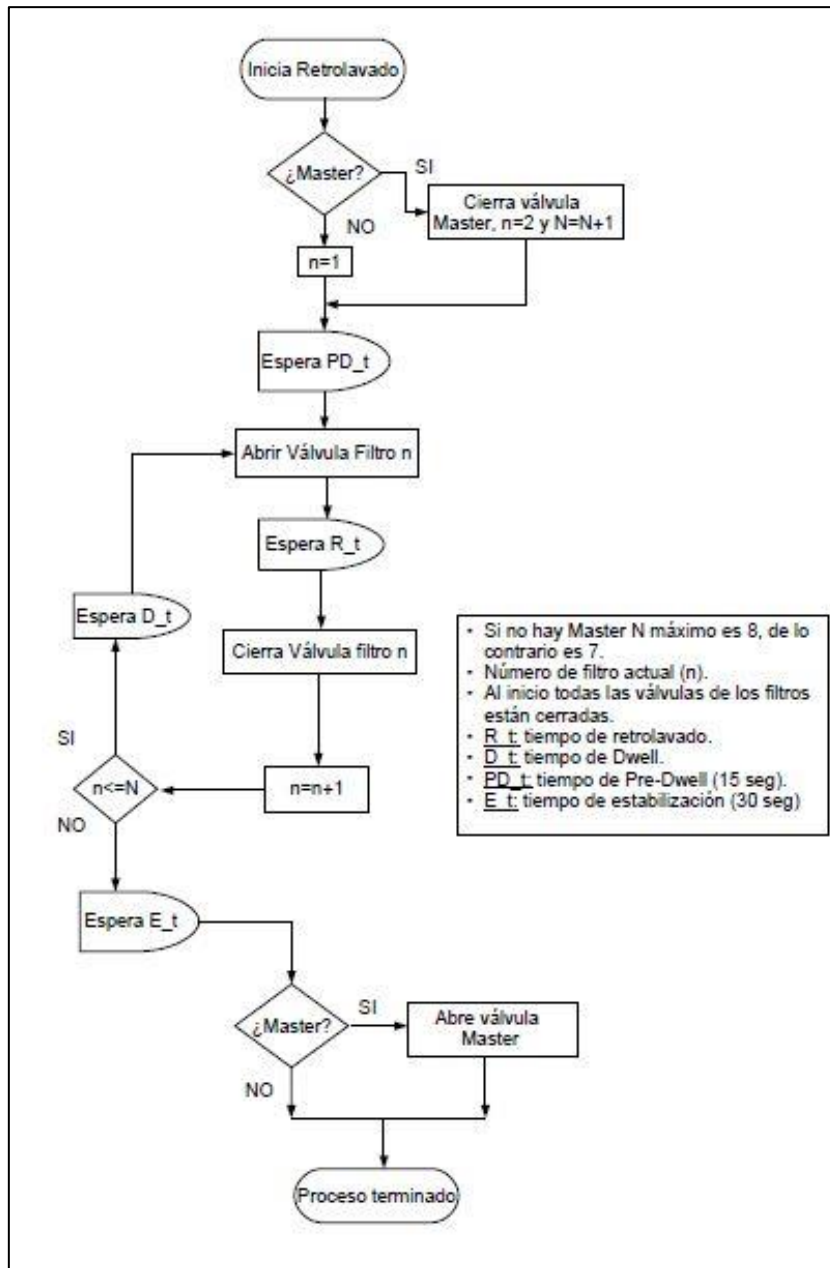 Inicia Retrolavado
¿Master?
SI
Cierra válvula
Master, n=2 y N=N+1
NO
n=1
Espera PD_t
Abrir Válvula Filtro n
Espera R_t
Espera D_t
Cierra Válvula filtro n
SI
n<=N
n=n+1
NO
• Si no hay Master N máximo es 8, de lo
contrario es 7.
• Número de filtro actual (n).
• Al inicio todas las válvulas de los filtros
están cerradas.
• R_t: tiempo de retrolavado.
• D_t: tiempo de Dwell.
• PD_t: tiempo de Pre-Dwell (15 seg).
• E_t: tiempo de estabilización (30 seg)
Espera E_t
¿Master?
SI
Abre válvula
Master
NO
Proceso terminado